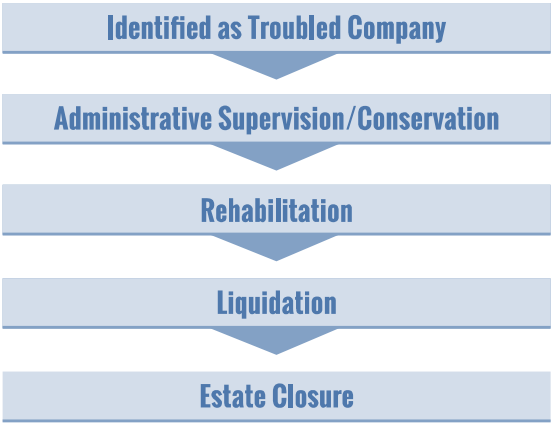 Identified as Troubled Company
Administrative Supervision/Conservation
Rehabilitation
Liquidation
Estate Closure